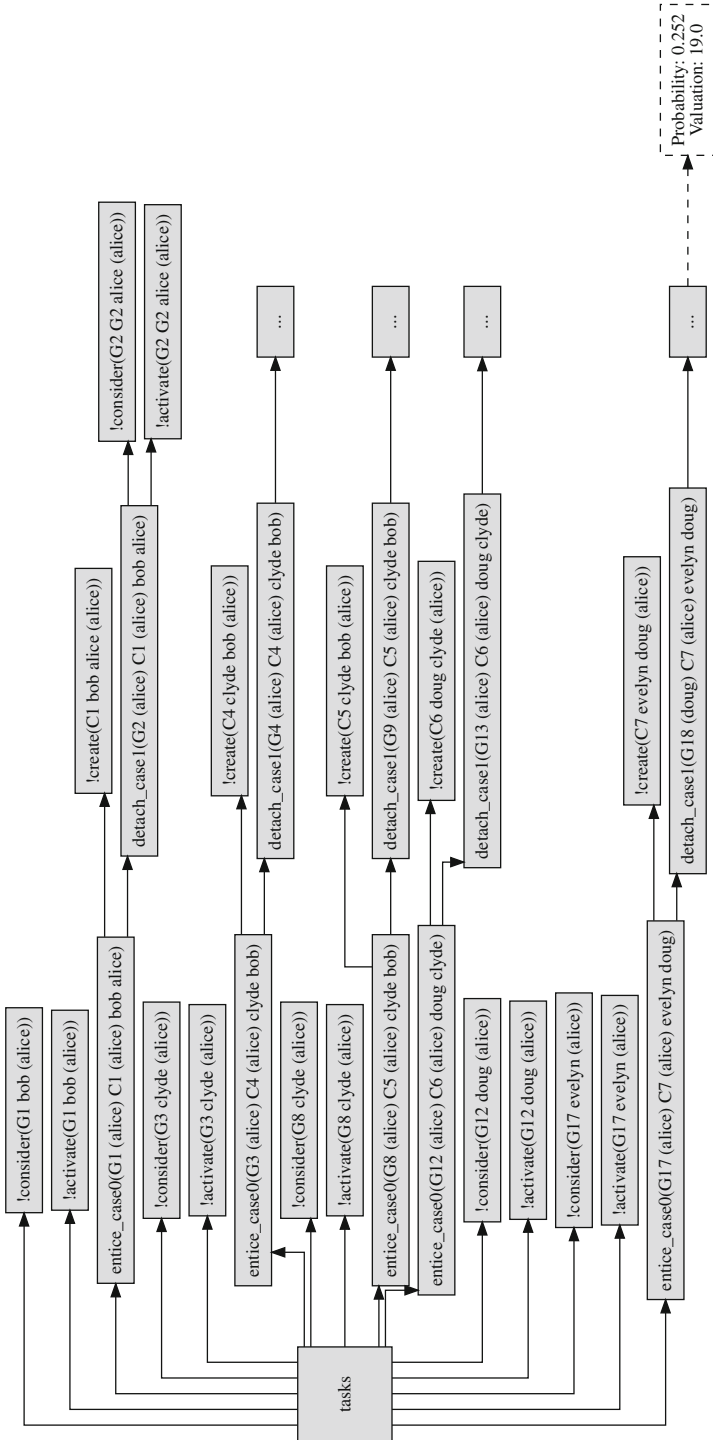 tasks
!consider(G1 bob (alice))
!activate(G1 bob (alice))
entice_case0(G1 (alice) C1 (alice) bob alice)
!create(C1 bob alice (alice))
detach_case1(G2 (alice) C1 (alice) bob alice)
!consider(G2 G2 alice (alice))
!activate(G2 G2 alice (alice))
!consider(G3 clyde (alice))
!activate(G3 clyde (alice))
entice_case0(G3 (alice) C4 (alice) clyde bob)
!create(C4 clyde bob (alice))
detach_case1(G4 (alice) C4 (alice) clyde bob)
...
!consider(G8 clyde (alice))
!activate(G8 clyde (alice))
entice_case0(G8 (alice) C5 (alice) clyde bob)
!create(C5 clyde bob (alice))
detach_case1(G9 (alice) C5 (alice) clyde bob)
...
entice_case0(G12 (alice) C6 (alice) doug clyde)
!create(C6 doug clyde (alice))
detach_case1(G13 (alice) C6 (alice) doug clyde)
...
!consider(G12 doug (alice))
!activate(G12 doug (alice))
!consider(G17 evelyn (alice))
!activate(G17 evelyn (alice))
entice_case0(G17 (alice) C7 (alice) evelyn doug)
!create(C7 evelyn doug (alice))
detach_case1(G18 (doug) C7 (alice) evelyn doug)
...
Probability: 0.252
Valuation: 19.0